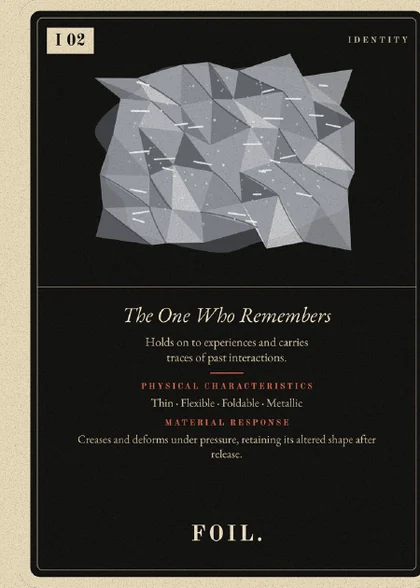 I 02
IDENTITY
The One Who Remembers
Holds on to experiences and carries
traces of past interactions.
PHYSICAL CHARACTERISTICS
Thin · Flexible · Foldable · Metallic
MATERIAL RESPONSE
Creases and deforms under pressure, retaining its altered shape after
release.
FOIL.